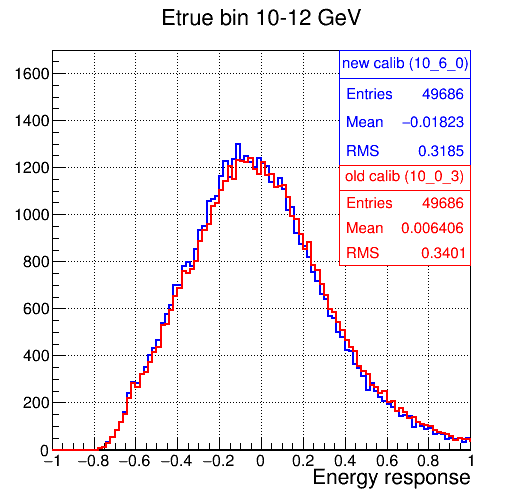 Etrue bin 10-12 GeV
new calib (10_6_0)
Entries 49686
Mean −0.01823
RMS 0.3185
old calib (10_0_3)
Entries 49686
Mean 0.006406
RMS 0.3401
1600
1400
1200
1000
800
600
400
200
0
−1 −0.8 −0.6 −0.4 −0.2 0 0.2 0.4 0.6 0.8 1
Energy response